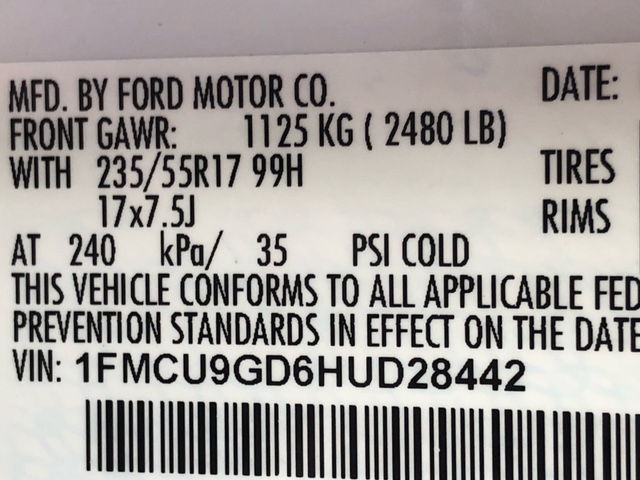 MFD. BY FORD MOTOR CO. DATE:
FRONT GAWR: 1125 KG ( 2480 LB)
WITH 235/55R17 99H TIRES
17x7.5J RIMS
AT 240 kPa/ 35 PSI COLD
THIS VEHICLE CONFORMS TO ALL APPLICABLE FED
PREVENTION STANDARDS IN EFFECT ON THE DATE
VIN: 1FMCU9GD6HUD28442